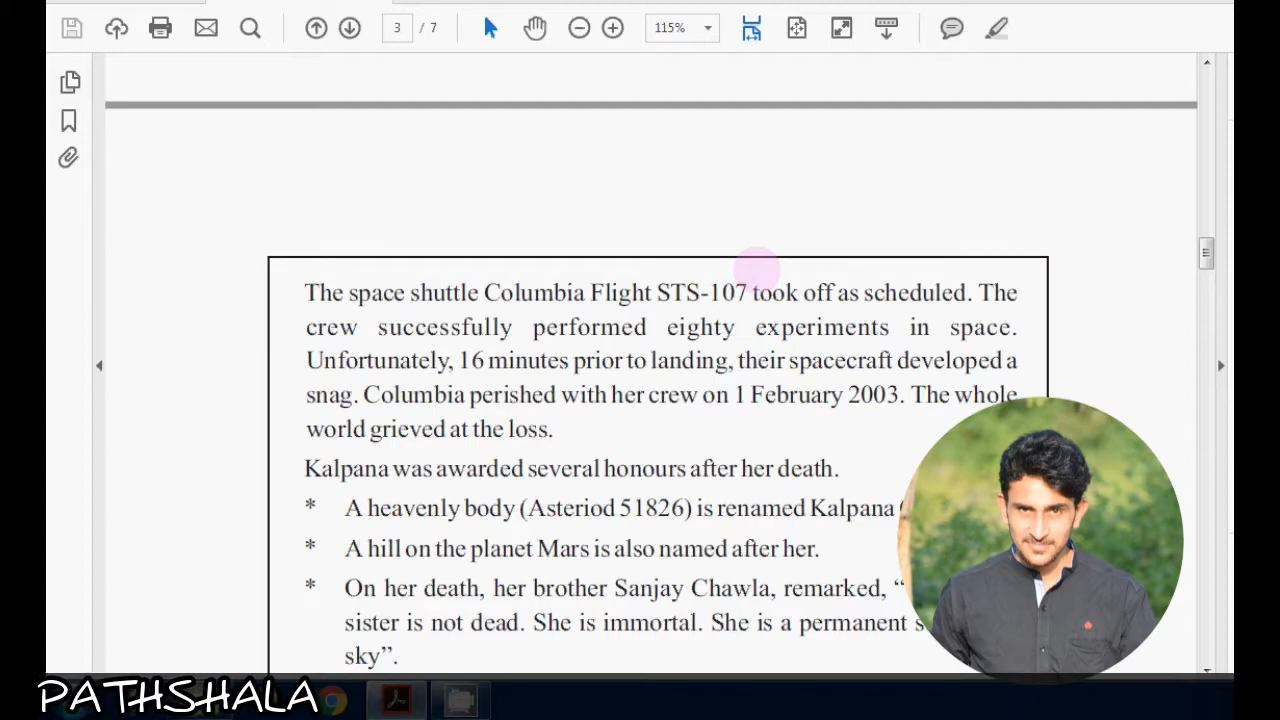 3 / 7
115%
The space shuttle Columbia Flight STS-107 took off as scheduled. The
crew successfully performed eighty experiments in space.
Unfortunately, 16 minutes prior to landing, their spacecraft developed a
snag. Columbia perished with her crew on 1 February 2003. The whole
world grieved at the loss.
Kalpana was awarded several honours after her death.
* A heavenly body (Asteriod 51826) is renamed Kalpana
* A hill on the planet Mars is also named after her.
* On her death, her brother Sanjay Chawla, remarked, “
sister is not dead. She is immortal. She is a permanent
sky”.
PATHSHALA